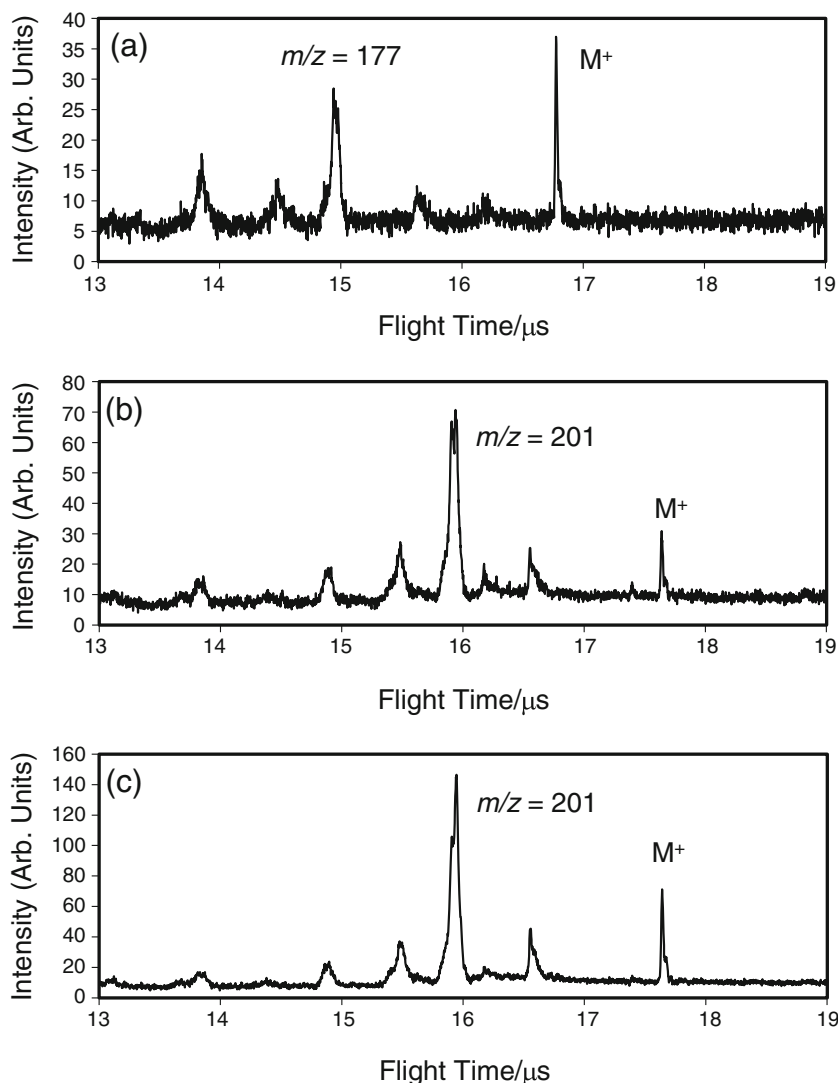 (a)
m/z = 177
M+
Intensity (Arb. Units)
40
35
30
25
20
15
10
5
0
13 14 15 16 17 18 19
Flight Time/μs
(b)
m/z = 201
M+
Intensity (Arb. Units)
80
70
60
50
40
30
20
10
0
13 14 15 16 17 18 19
Flight Time/μs
(c)
m/z = 201
M+
Intensity (Arb. Units)
160
140
120
100
80
60
40
20
0
13 14 15 16 17 18 19
Flight Time/μs